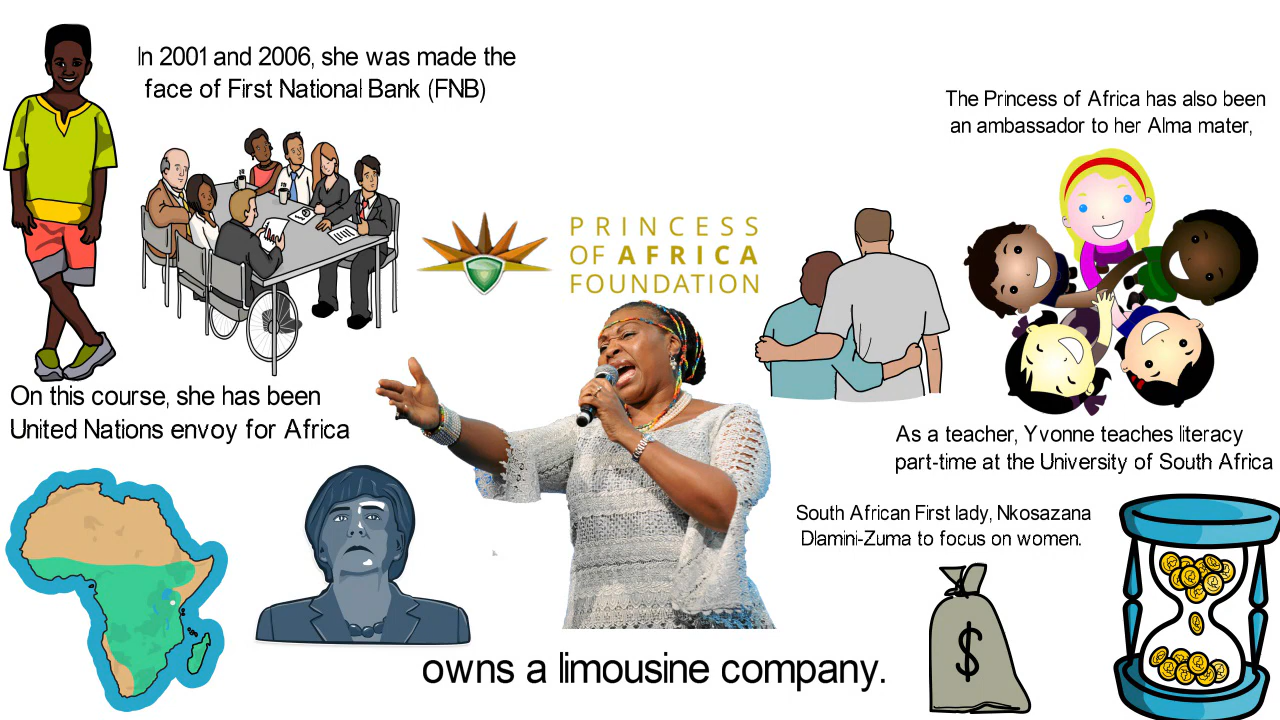 In 2001 and 2006, she was made the
face of First National Bank (FNB)
The Princess of Africa has also been
an ambassador to her Alma mater,
PRINCESS
OF AFRICA
FOUNDATION
On this course, she has been
United Nations envoy for Africa
As a teacher, Yvonne teaches literacy
part-time at the University of South Africa
South African First lady, Nkosazana
Dlamini-Zuma to focus on women.
$
owns a limousine company.